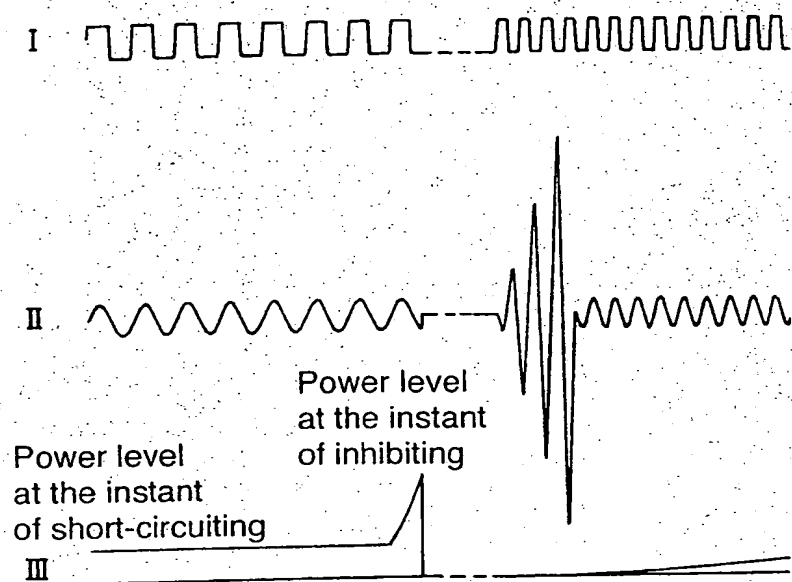 I
II
Power level
at the instant
of inhibiting
Power level
at the instant
of short-circuiting
III